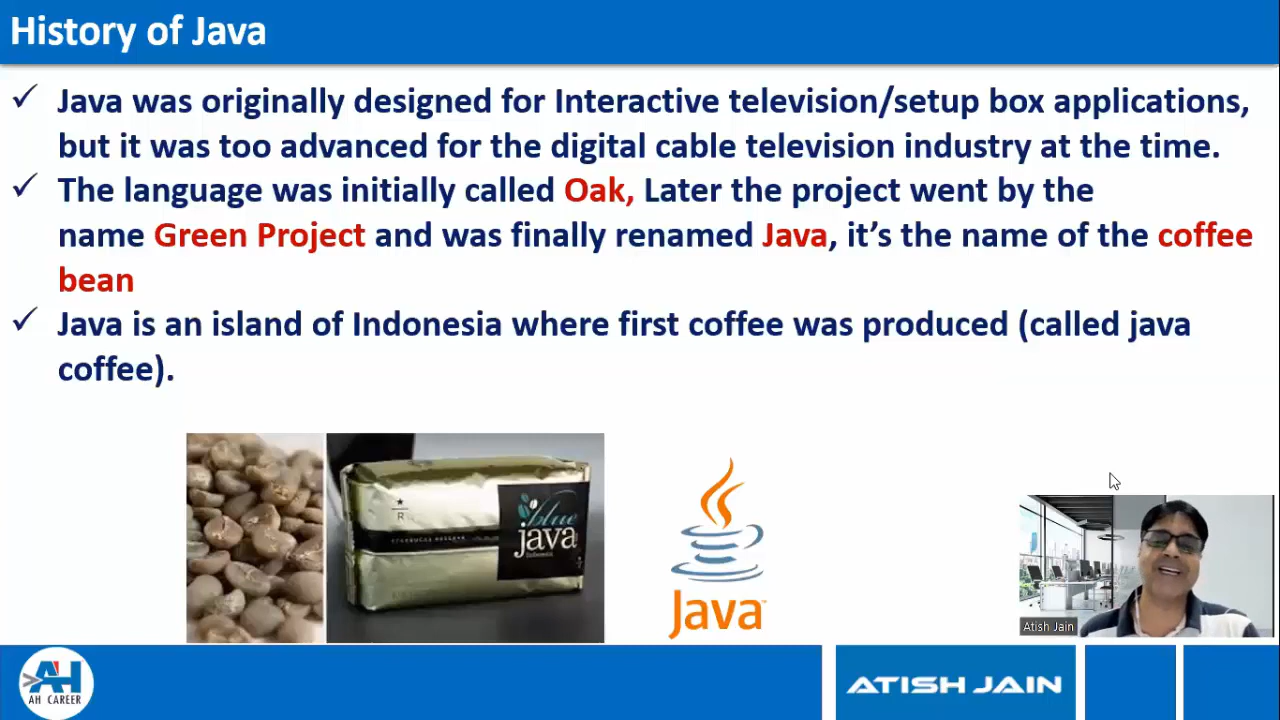 History of Java
✓ Java was originally designed for Interactive television/setup box applications,
but it was too advanced for the digital cable television industry at the time.
✓ The language was initially called Oak, Later the project went by the
name Green Project and was finally renamed Java, it's the name of the coffee
bean
✓ Java is an island of Indonesia where first coffee was produced (called java
coffee).
R
STARBUCKS RESERVE
blue
java
Java™
Atish Jain
AH
AH CAREER
ATISH JAIN